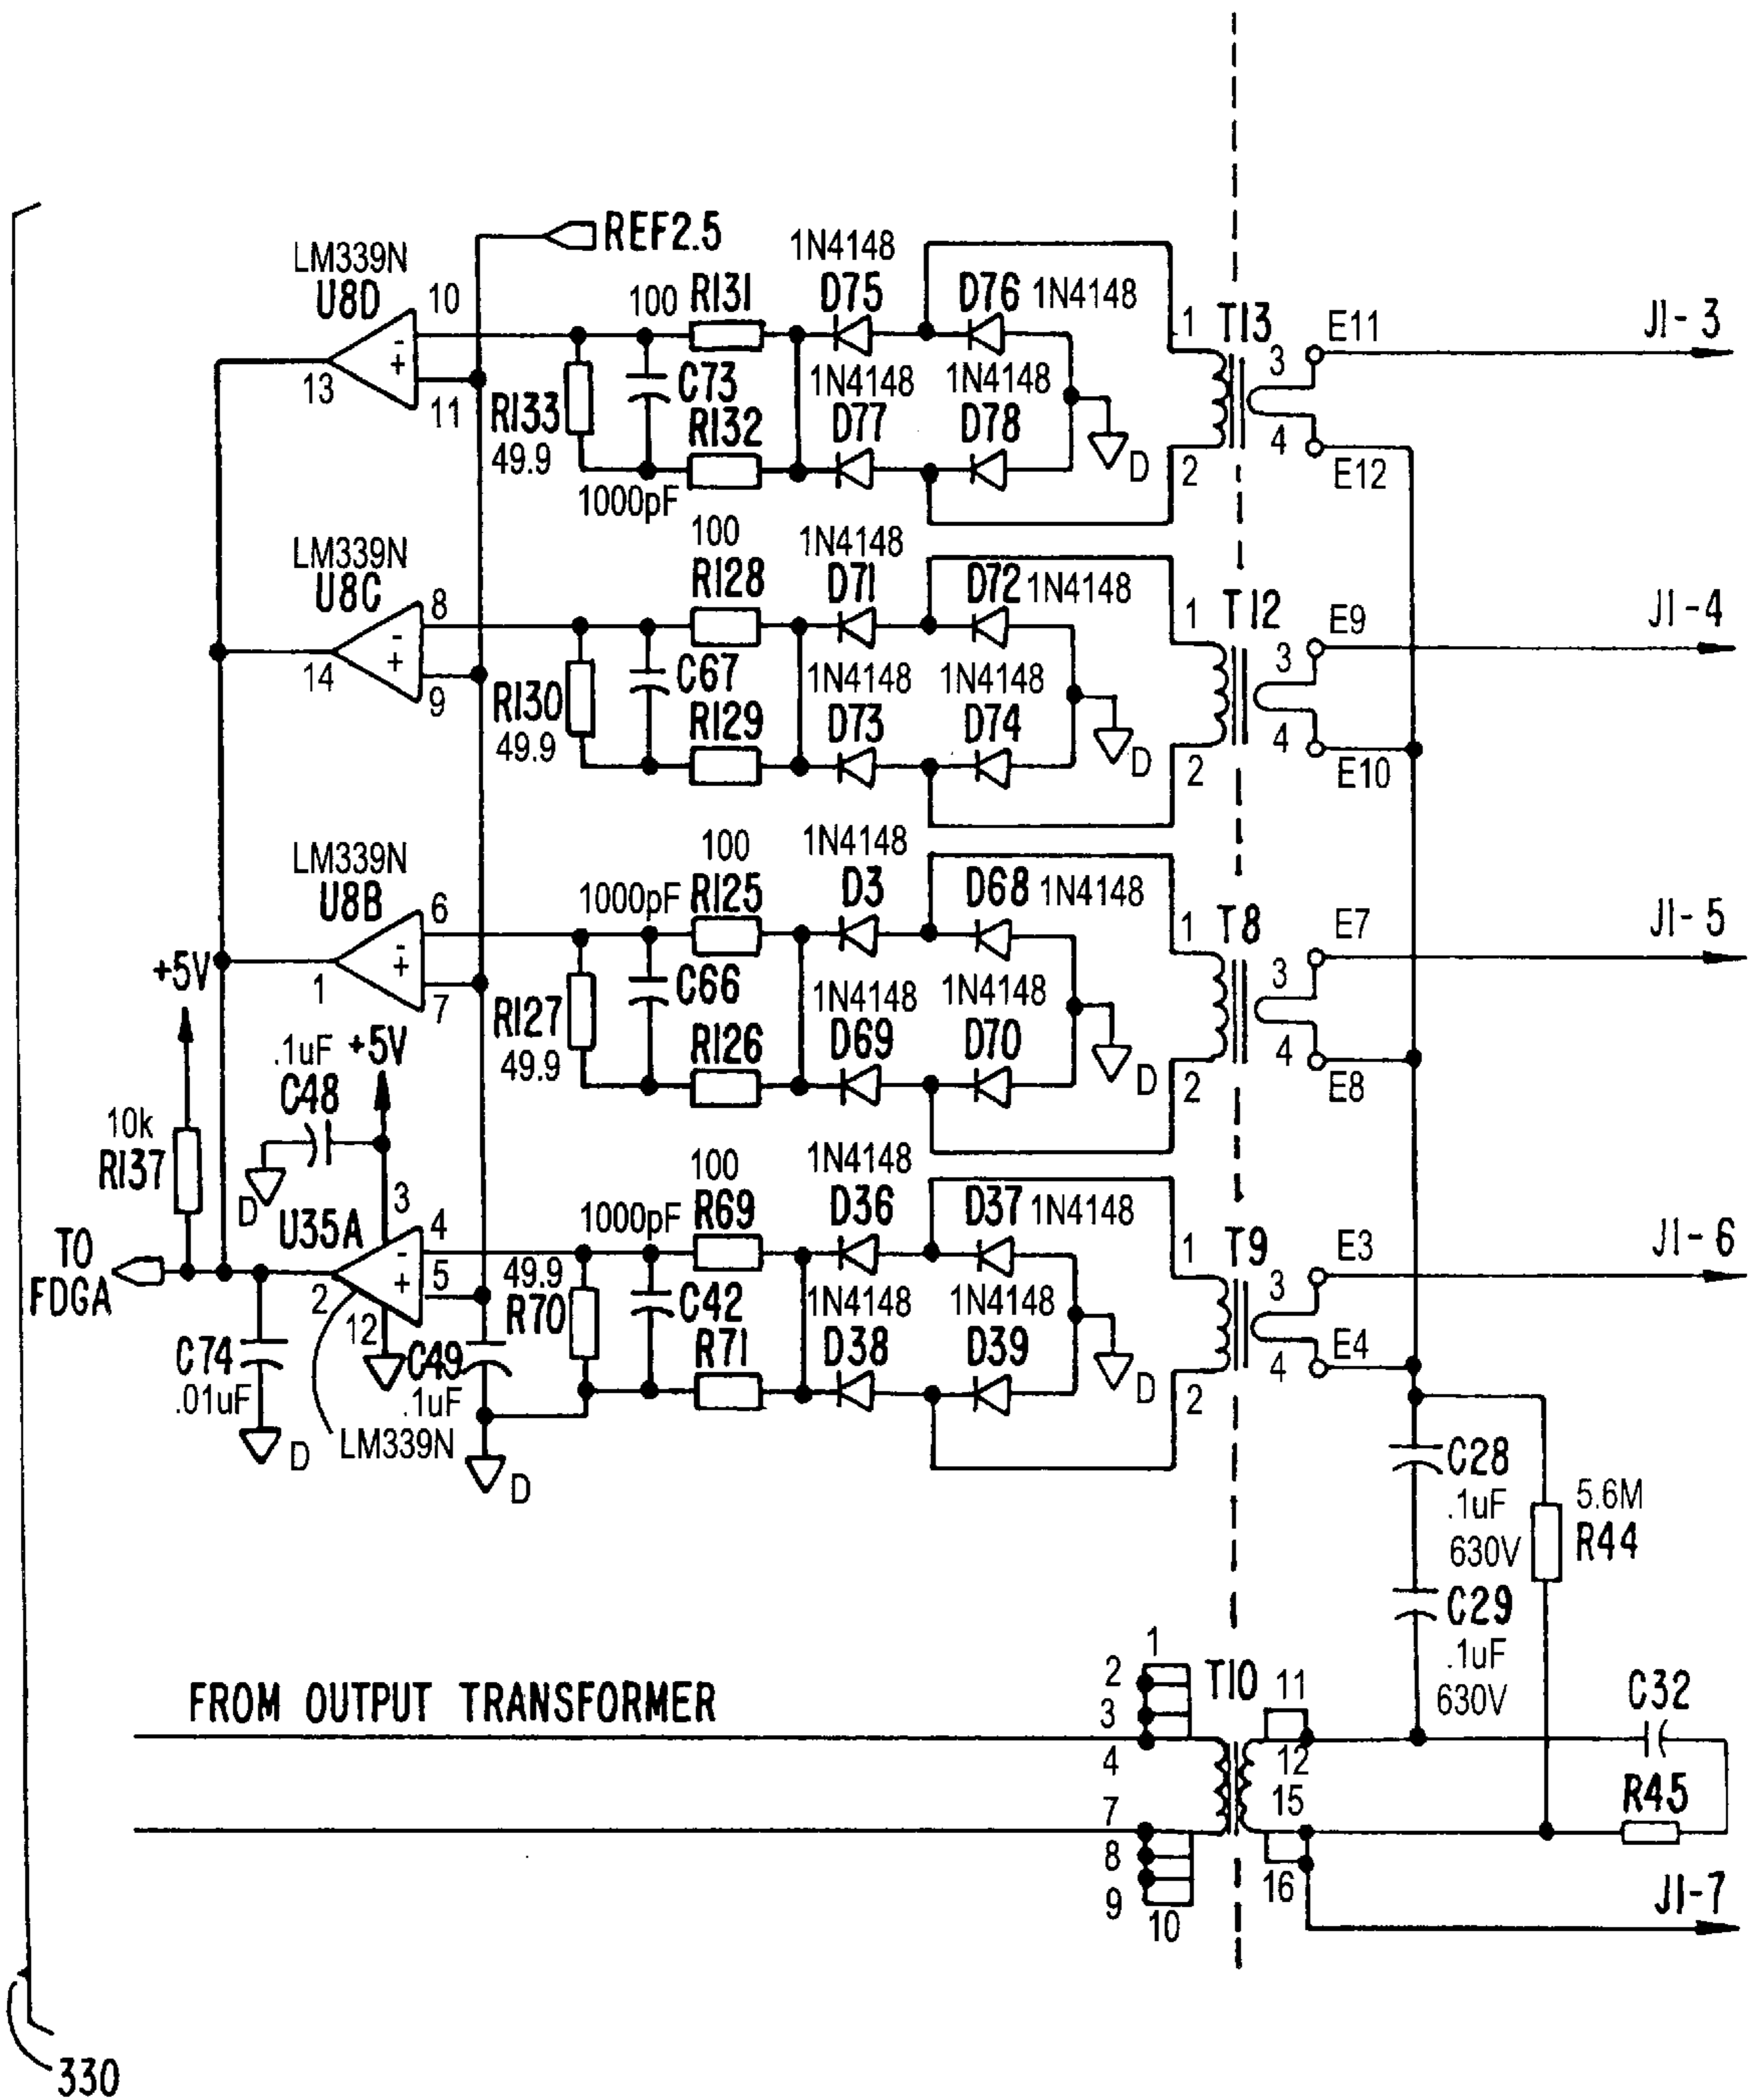 REF2.5
LM339N
U8D
10
13
11
100
R131
R133
49.9
C73
R132
1000pF
1N4148
D75
D76
1N4148
1N4148
D77
1N4148
D78
D
1
2
T13
3
4
E11
E12
J1-3
LM339N
U8C
8
14
9
100
R128
R130
49.9
C67
R129
1N4148
D71
D72
1N4148
1N4148
D73
1N4148
D74
D
1
2
T12
3
4
E9
E10
J1-4
LM339N
U8B
6
1
7
100
1000pF
R125
R127
49.9
C66
R126
1N4148
D3
D68
1N4148
1N4148
D69
1N4148
D70
D
1
2
T8
3
4
E7
E8
J1-5
+5V
.1uF
+5V
C48
10k
R137
D
U35A
3
4
2
5
12
TO
FDGA
C74
.01uF
D
LM339N
C49
.1uF
D
100
1000pF
R69
49.9
R70
C42
R71
1N4148
D36
D37
1N4148
1N4148
D38
1N4148
D39
D
1
2
T9
3
4
E3
E4
J1-6
C28
.1uF
630V
5.6M
R44
C29
.1uF
630V
FROM OUTPUT TRANSFORMER
1
2
3
4
7
8
9
10
T10
11
12
15
16
C32
R45
J1-7
330